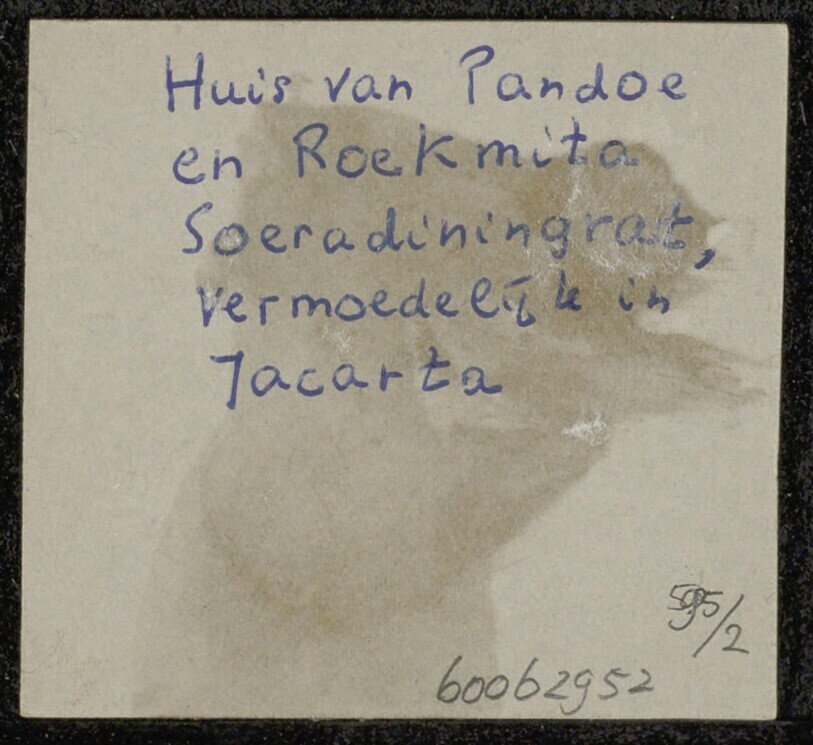 Huis van Pandoe
en Roekmita
Soeradiningrat,
vermoedelijk in
Jacarta
595/2
60062952